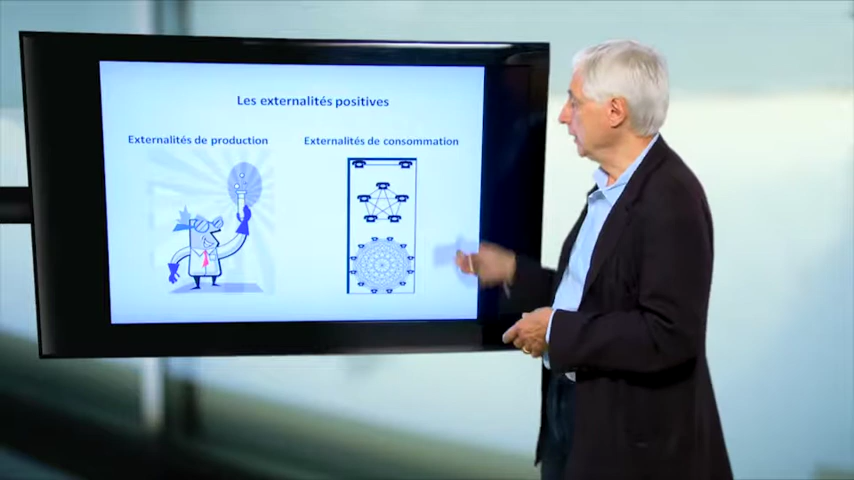 Les externalités positives
Externalités de production
Externalités de consommation